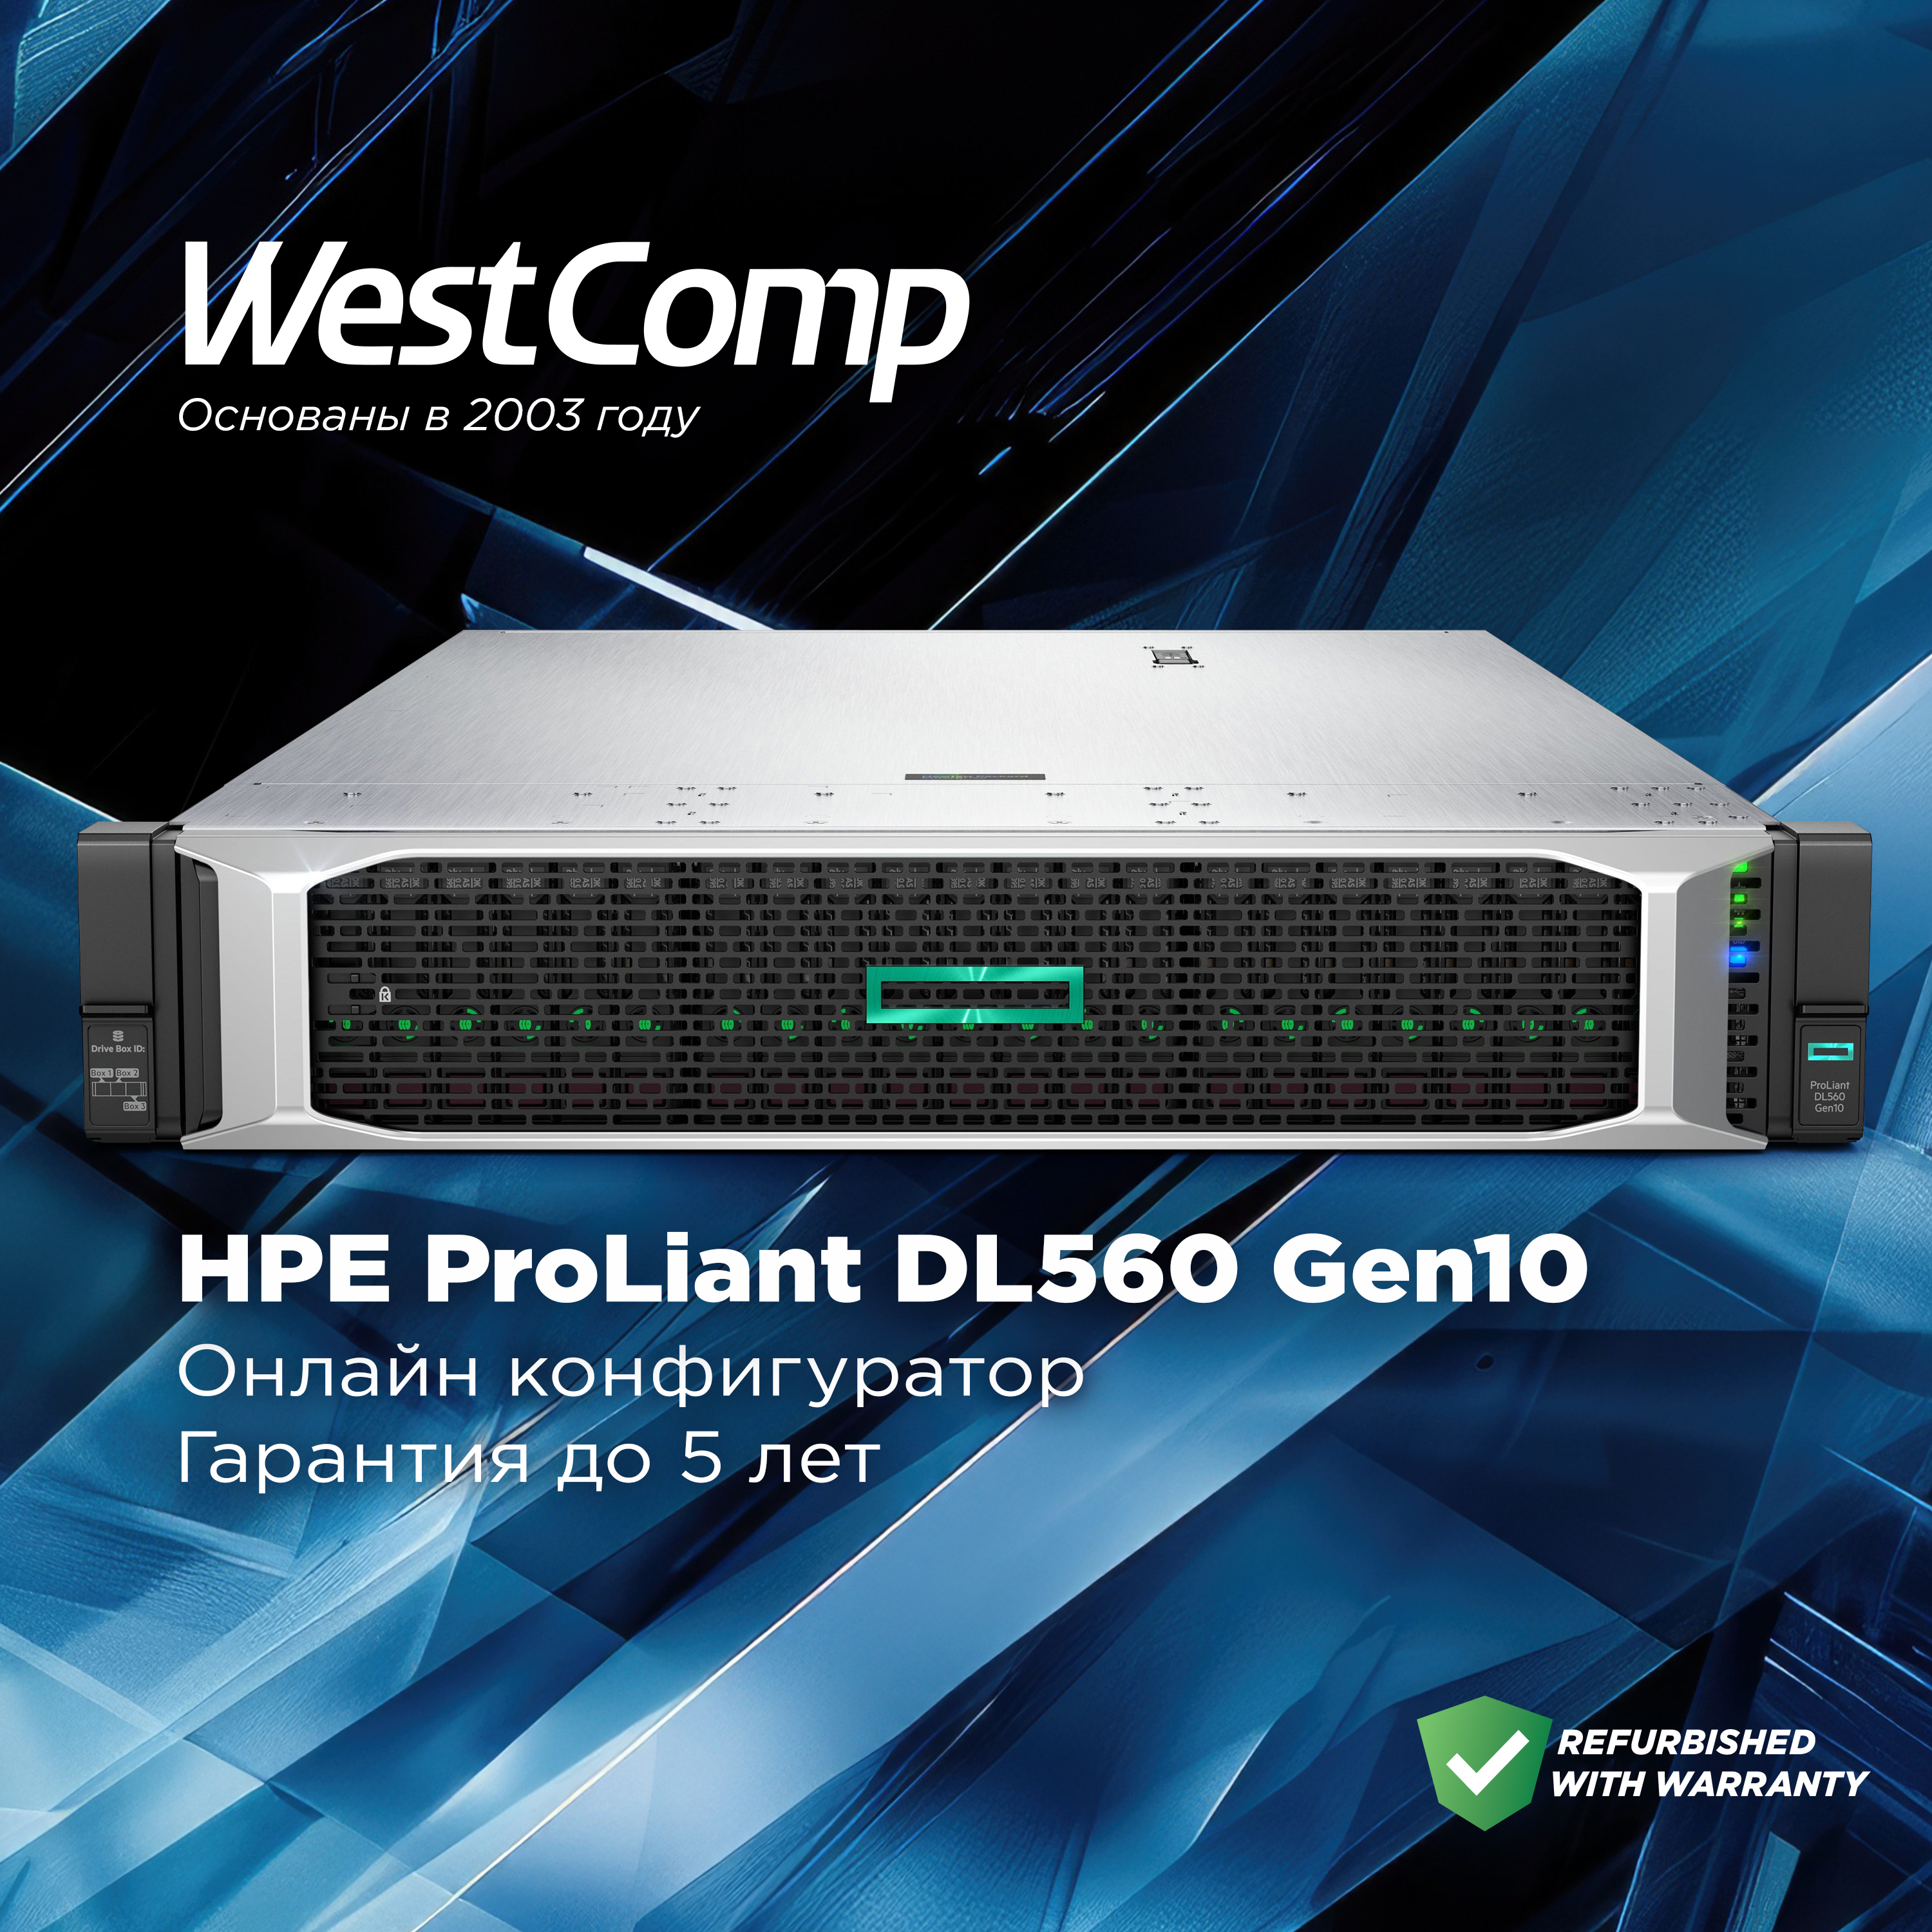 WestComp
Основаны в 2003 году
Drive Box ID:
Box 1 Box 2
Box 3
ProLiant
DL560
Gen10
HPE ProLiant DL560 Gen10
Онлайн конфигуратор
Гарантия до 5 лет
REFURBISHED
WITH WARRANTY